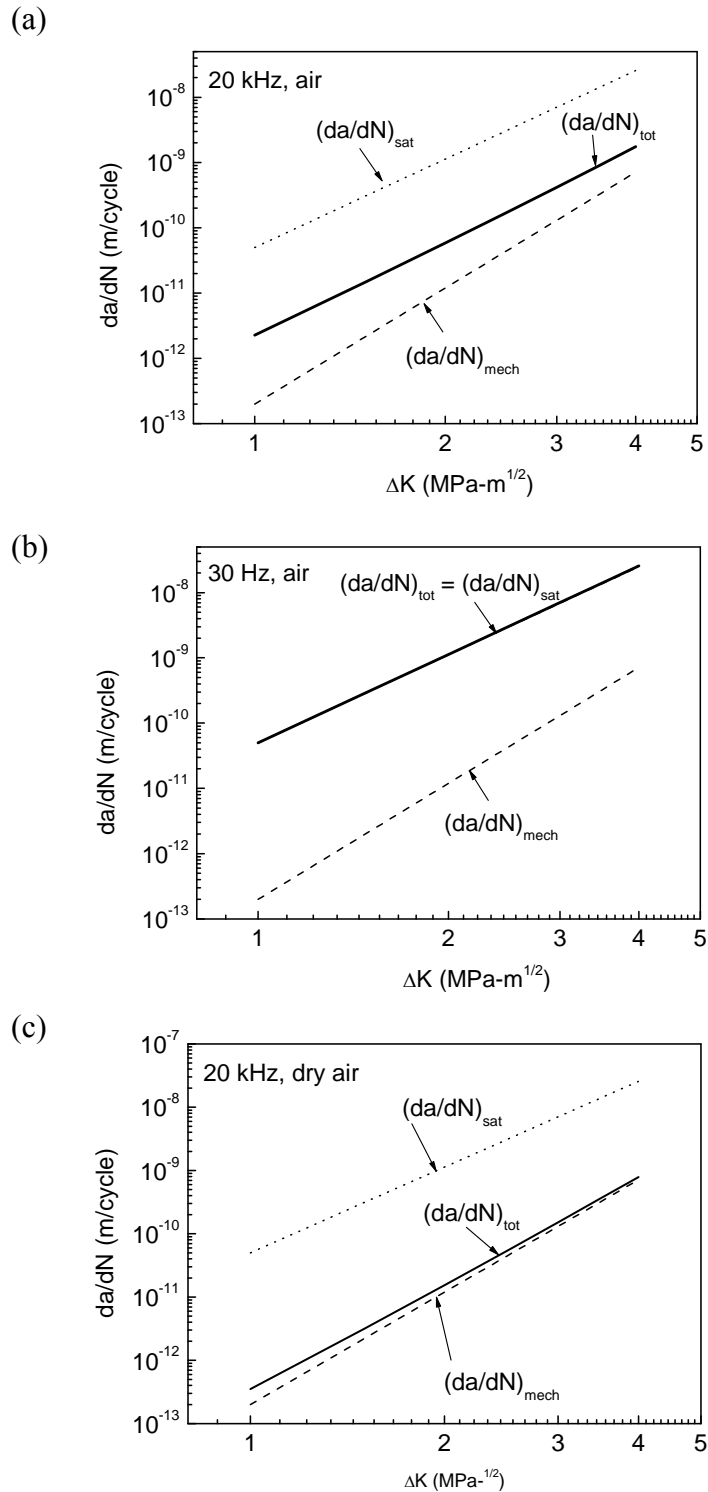 (a)
20 kHz, air
(da/dN)tot
(da/dN)sat
(da/dN)mech
10⁻⁸
10⁻⁹
10⁻¹⁰
10⁻¹¹
10⁻¹²
10⁻¹³
da/dN (m/cycle)
1 2 3 4 5
ΔK (MPa-m¹/²)
(b)
30 Hz, air
(da/dN)tot = (da/dN)sat
(da/dN)mech
10⁻⁸
10⁻⁹
10⁻¹⁰
10⁻¹¹
10⁻¹²
10⁻¹³
da/dN (m/cycle)
1 2 3 4 5
ΔK (MPa-m¹/²)
(c)
20 kHz, dry air
(da/dN)sat
(da/dN)tot
(da/dN)mech
10⁻⁷
10⁻⁸
10⁻⁹
10⁻¹⁰
10⁻¹¹
10⁻¹²
10⁻¹³
da/dN (m/cycle)
1 2 3 4 5
ΔK (MPa-¹/²)